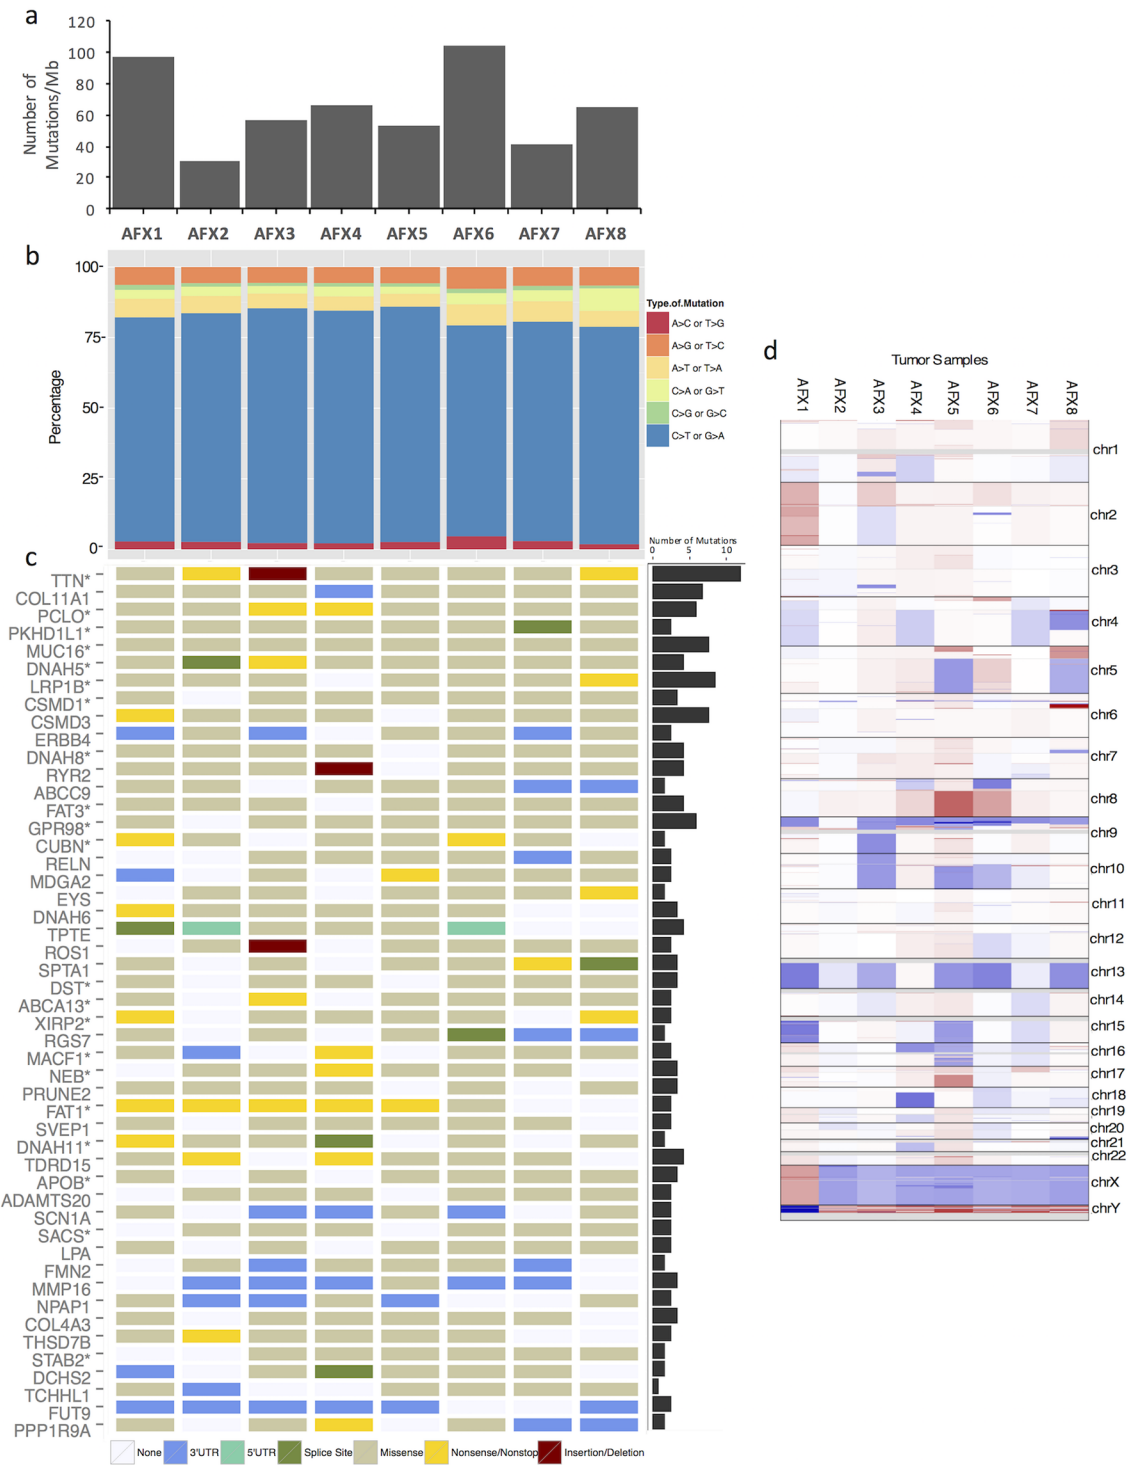 a
Number of
Mutations/Mb
120
100
80
60
40
20
0
AFX1 AFX2 AFX3 AFX4 AFX5 AFX6 AFX7 AFX8
b
Percentage
100
75
50
25
0
Type.of.Mutation
A>C or T>G
A>G or T>C
A>T or T>A
C>A or G>T
C>G or G>C
C>T or G>A
c
Number of Mutations
0 5 10
TTN*
COL11A1
PCLO*
PKHD1L1*
MUC16*
DNAH5*
LRP1B*
CSMD1*
CSMD3
ERBB4
DNAH8*
RYR2
ABCC9
FAT3*
GPR98*
CUBN*
RELN
MDGA2
EYS
DNAH6
TPTE
ROS1
SPTA1
DST*
ABCA13*
XIRP2*
RGS7
MACF1*
NEB*
PRUNE2
FAT1*
SVEP1
DNAH11*
TDRD15
APOB*
ADAMTS20
SCN1A
SACS*
LPA
FMN2
MMP16
NPAP1
COL4A3
THSD7B
STAB2*
DCHS2
TCHHL1
FUT9
PPP1R9A
None 3'UTR 5'UTR Splice Site Missense Nonsense/Nonstop Insertion/Deletion
d
Tumor Samples
AFX1 AFX2 AFX3 AFX4 AFX5 AFX6 AFX7 AFX8
chr1
chr2
chr3
chr4
chr5
chr6
chr7
chr8
chr9
chr10
chr11
chr12
chr13
chr14
chr15
chr16
chr17
chr18
chr19
chr20
chr21
chr22
chrX
chrY